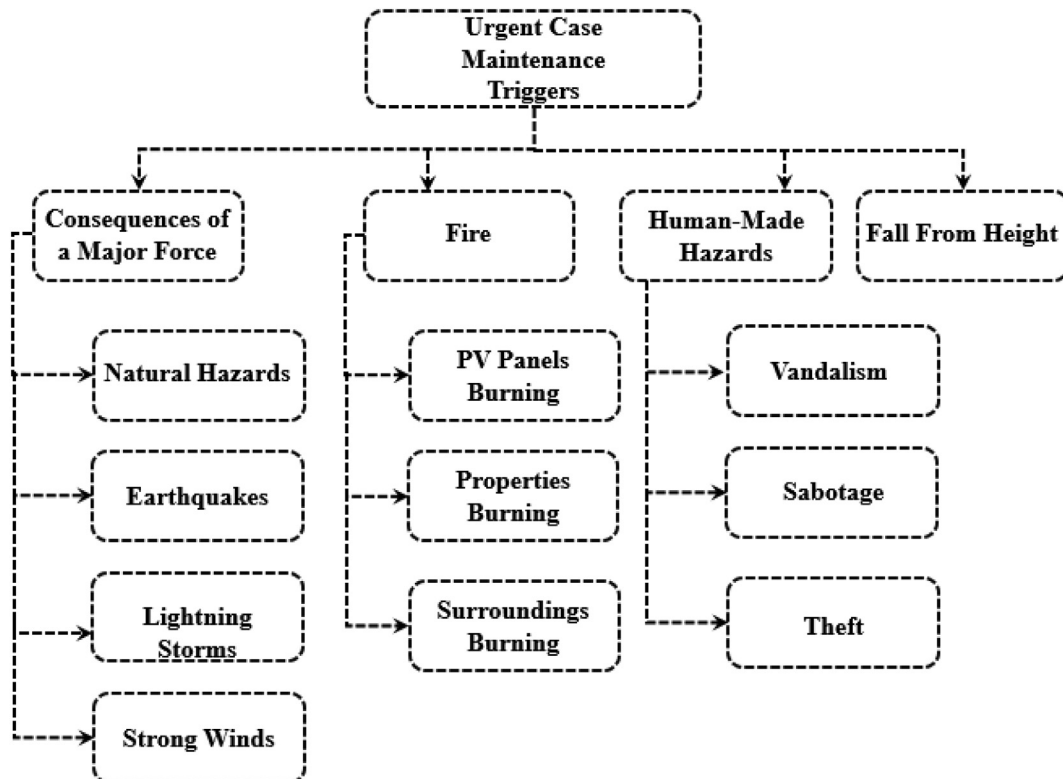 Urgent Case
Maintenance
Triggers
Consequences of
a Major Force
Fire
Human-Made
Hazards
Fall From Height
Natural Hazards
Earthquakes
Lightning
Storms
Strong Winds
PV Panels
Burning
Properties
Burning
Surroundings
Burning
Vandalism
Sabotage
Theft